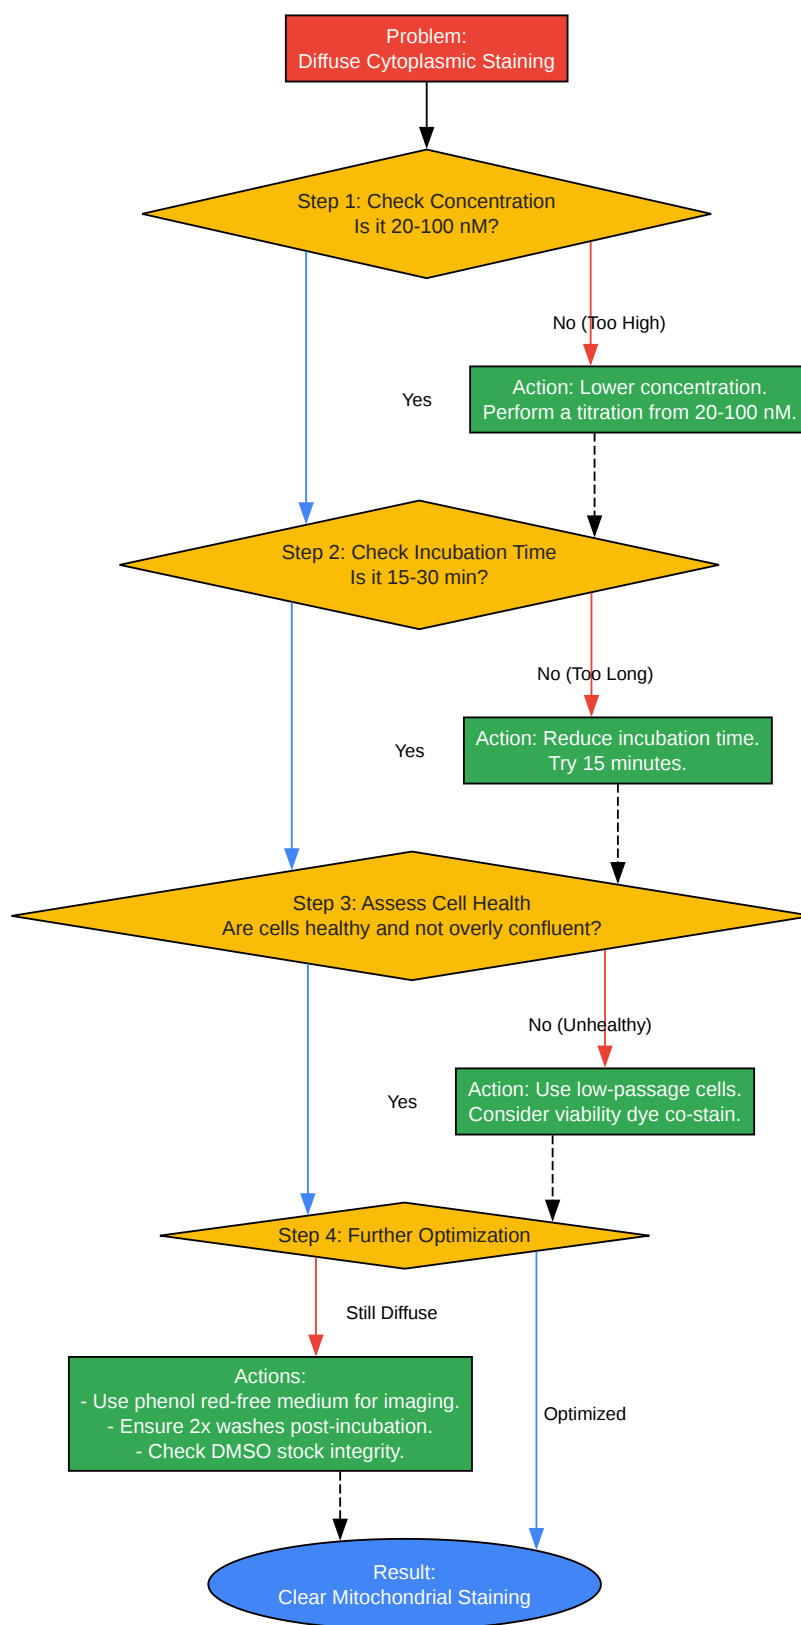 Problem:
Diffuse Cytoplasmic Staining
Step 1: Check Concentration
Is it 20-100 nM?
No (Too High)
Yes
Action: Lower concentration.
Perform a titration from 20-100 nM.
Step 2: Check Incubation Time
Is it 15-30 min?
No (Too Long)
Yes
Action: Reduce incubation time.
Try 15 minutes.
Step 3: Assess Cell Health
Are cells healthy and not overly confluent?
No (Unhealthy)
Yes
Action: Use low-passage cells.
Consider viability dye co-stain.
Step 4: Further Optimization
Still Diffuse
Actions:
- Use phenol red-free medium for imaging.
- Ensure 2x washes post-incubation.
- Check DMSO stock integrity.
Optimized
Result:
Clear Mitochondrial Staining